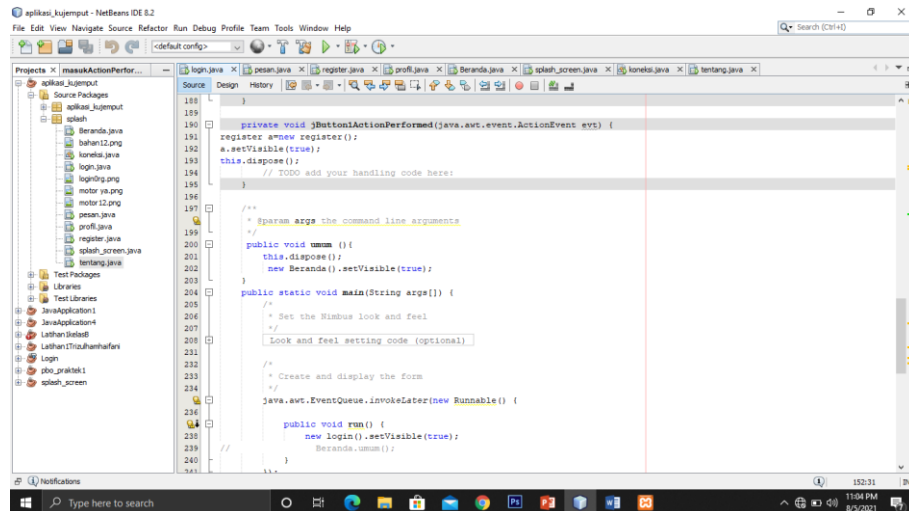 aplikasi_kujemput - NetBeans IDE 8.2
File Edit View Navigate Source Refactor Run Debug Profile Team Tools Window Help
Search (Ctrl+I)
<default config>
Projects × masukActionPerfor...
login.java × pesan.java × register.java × profil.java × Beranda.java × splash_screen.java × koneksi.java × tentang.java ×
Source Design History
aplikasi_kujemput
Source Packages
aplikasi_kujemput
splash
Beranda.java
bahan12.png
koneksi.java
login.java
login0rg.png
motor ya.png
motor12.png
pesan.java
profil.java
register.java
splash_screen.java
tentang.java
Test Packages
Libraries
Test Libraries
JavaApplication1
JavaApplication4
Latihan1kelasB
Latihan1Trizulhamhaifani
Login
pbo_praktek1
splash_screen
188 }
189
190 private void jButton1ActionPerformed(java.awt.event.ActionEvent evt) {
191 register a=new register();
192 a.setVisible(true);
193 this.dispose();
194 // TODO add your handling code here:
195 }
196
197 /**
* @param args the command line arguments
199 */
200 public void umum (){
201 this.dispose();
202 new Beranda().setVisible(true);
203 }
204 public static void main(String args[]) {
205 /*
206 * Set the Nimbus look and feel
207 */
208 Look and feel setting code (optional)
231
232 /*
233 * Create and display the form
234 */
java.awt.EventQueue.invokeLater(new Runnable() {
236
public void run() {
238 new login().setVisible(true);
239 // Beranda.umum();
240 }
241 });
Notifications
1
152:31
Type here to search
11:04 PM
8/5/2021